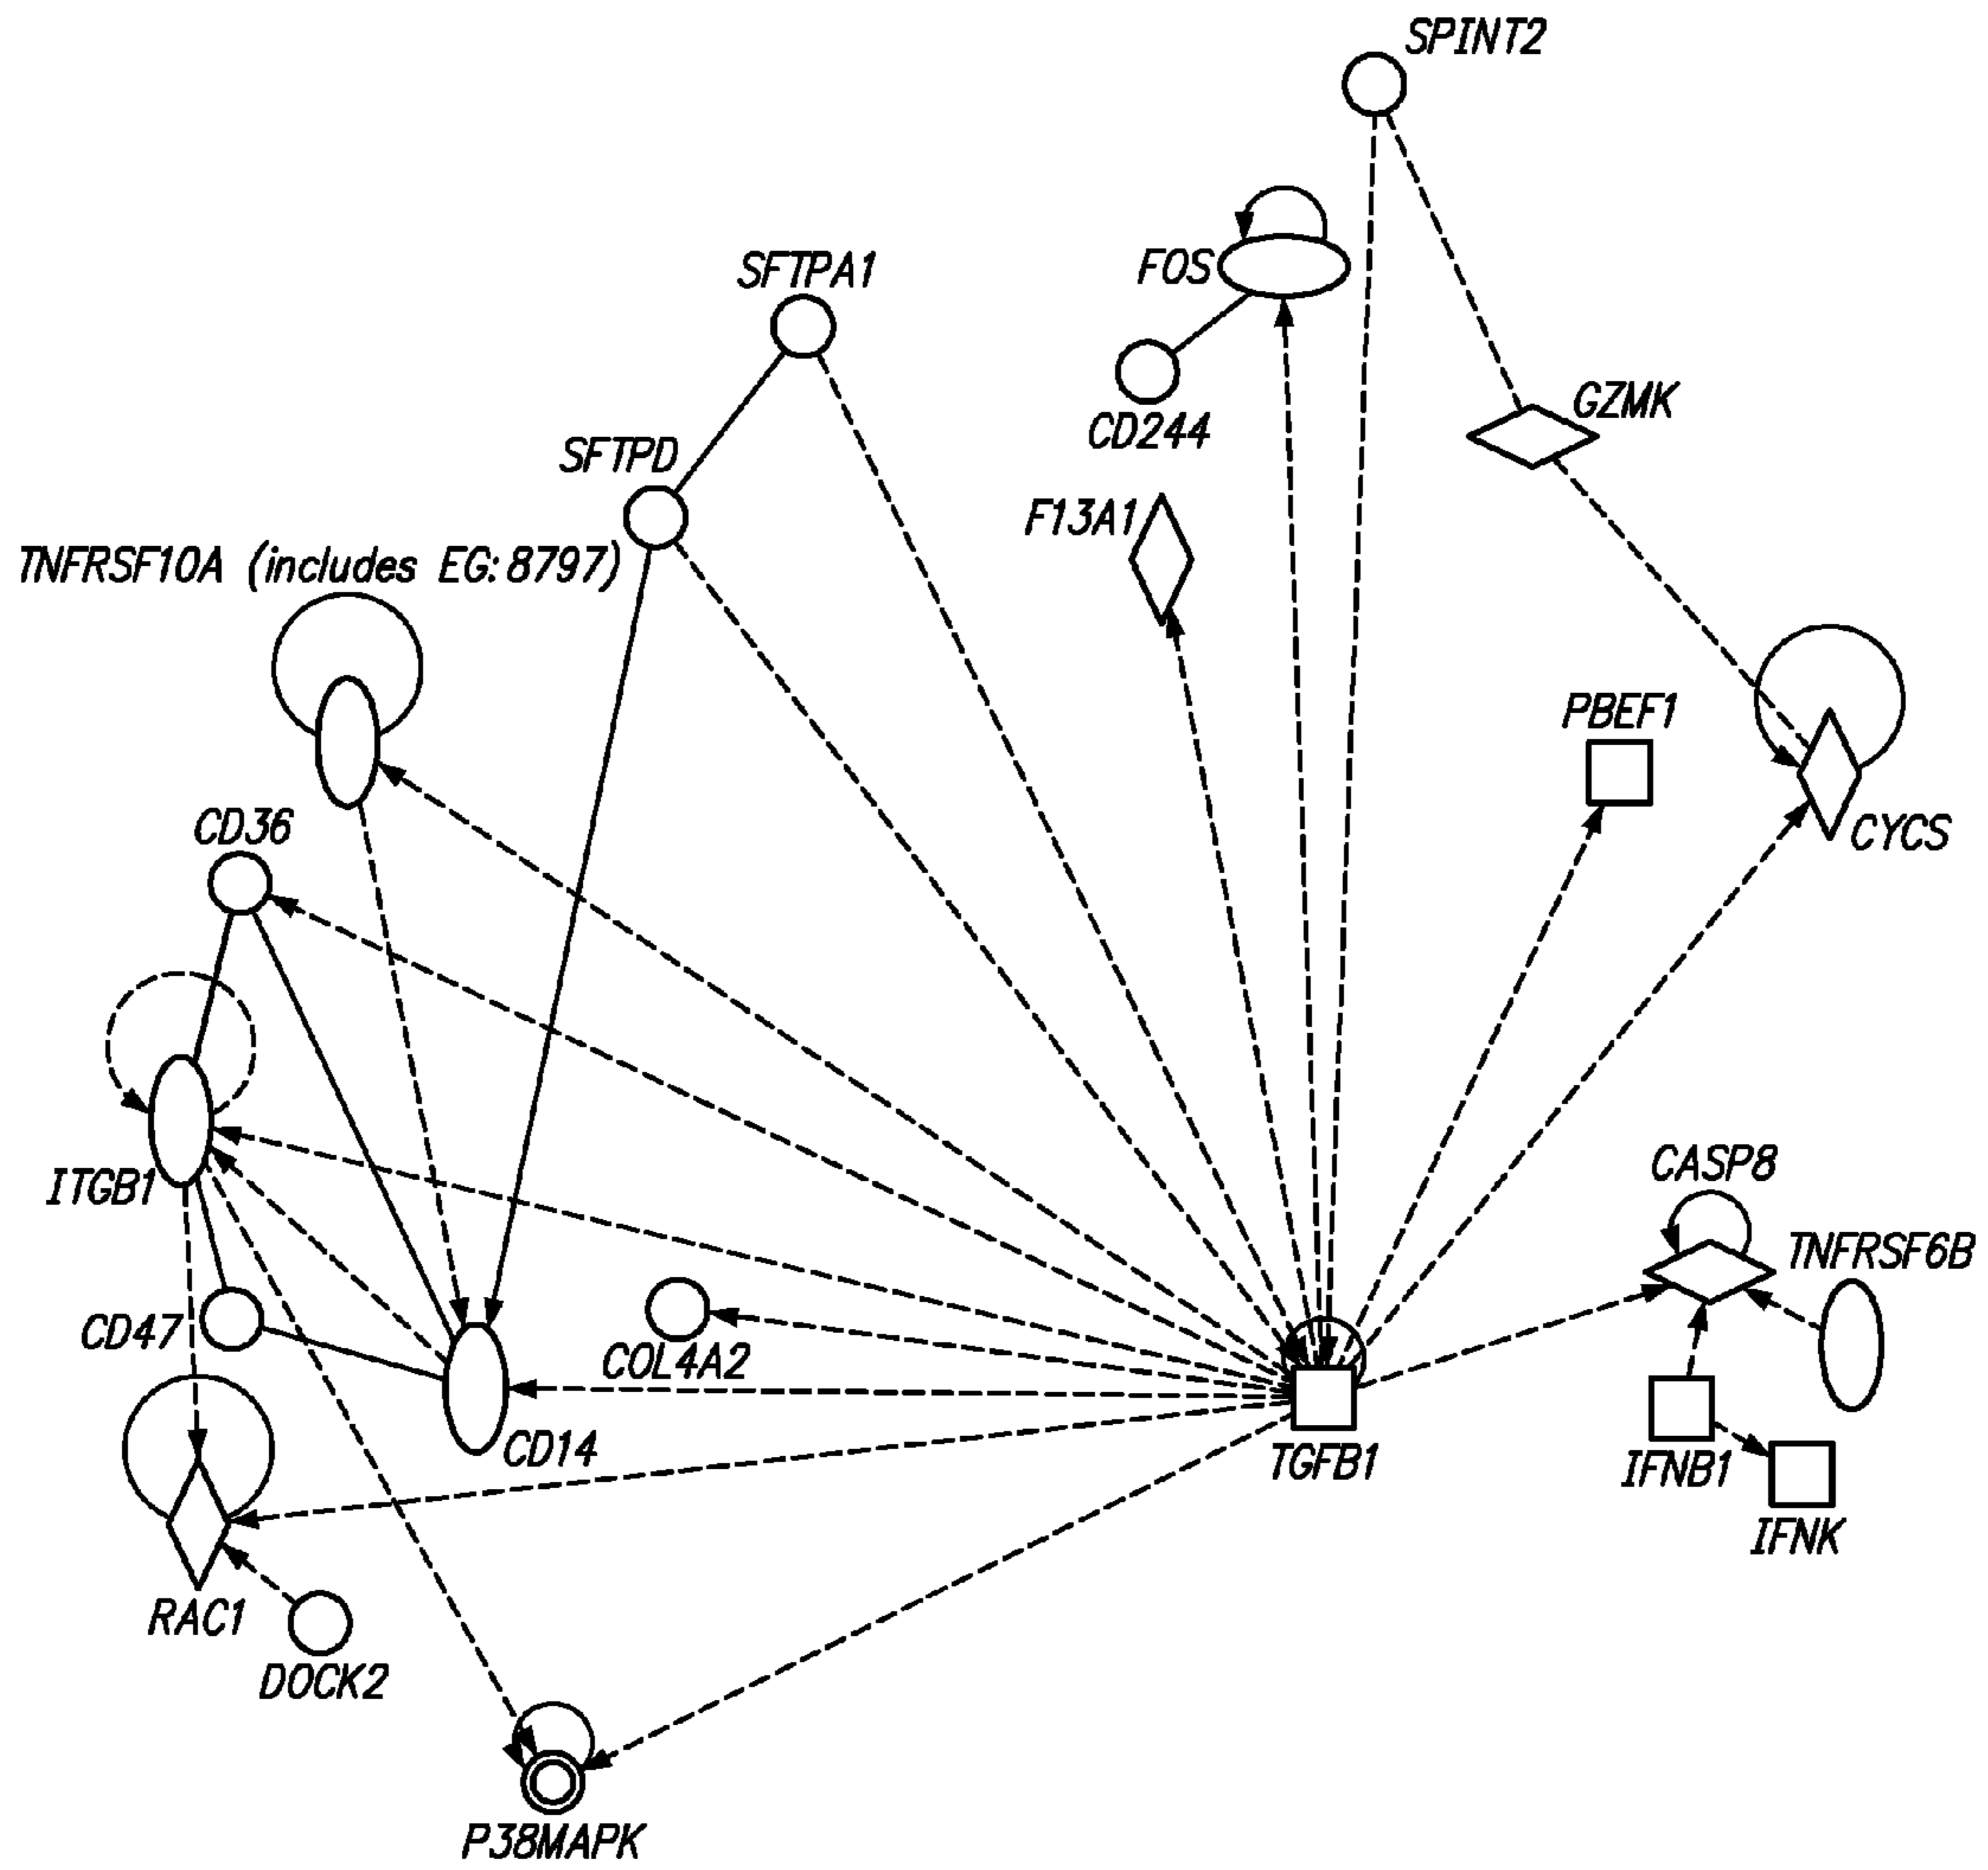 SPINT2
SFTPA1
FOS
GZMK
CD244
SFTPD
F13A1
TNFRSF10A (includes EG: 8797)
PBEF1
CD36
CYCS
CASP8
ITGB1
TNFRSF6B
CD47
COL4A2
CD14
TGFB1
IFNB1
IFNK
RAC1
DOCK2
P38MAPK